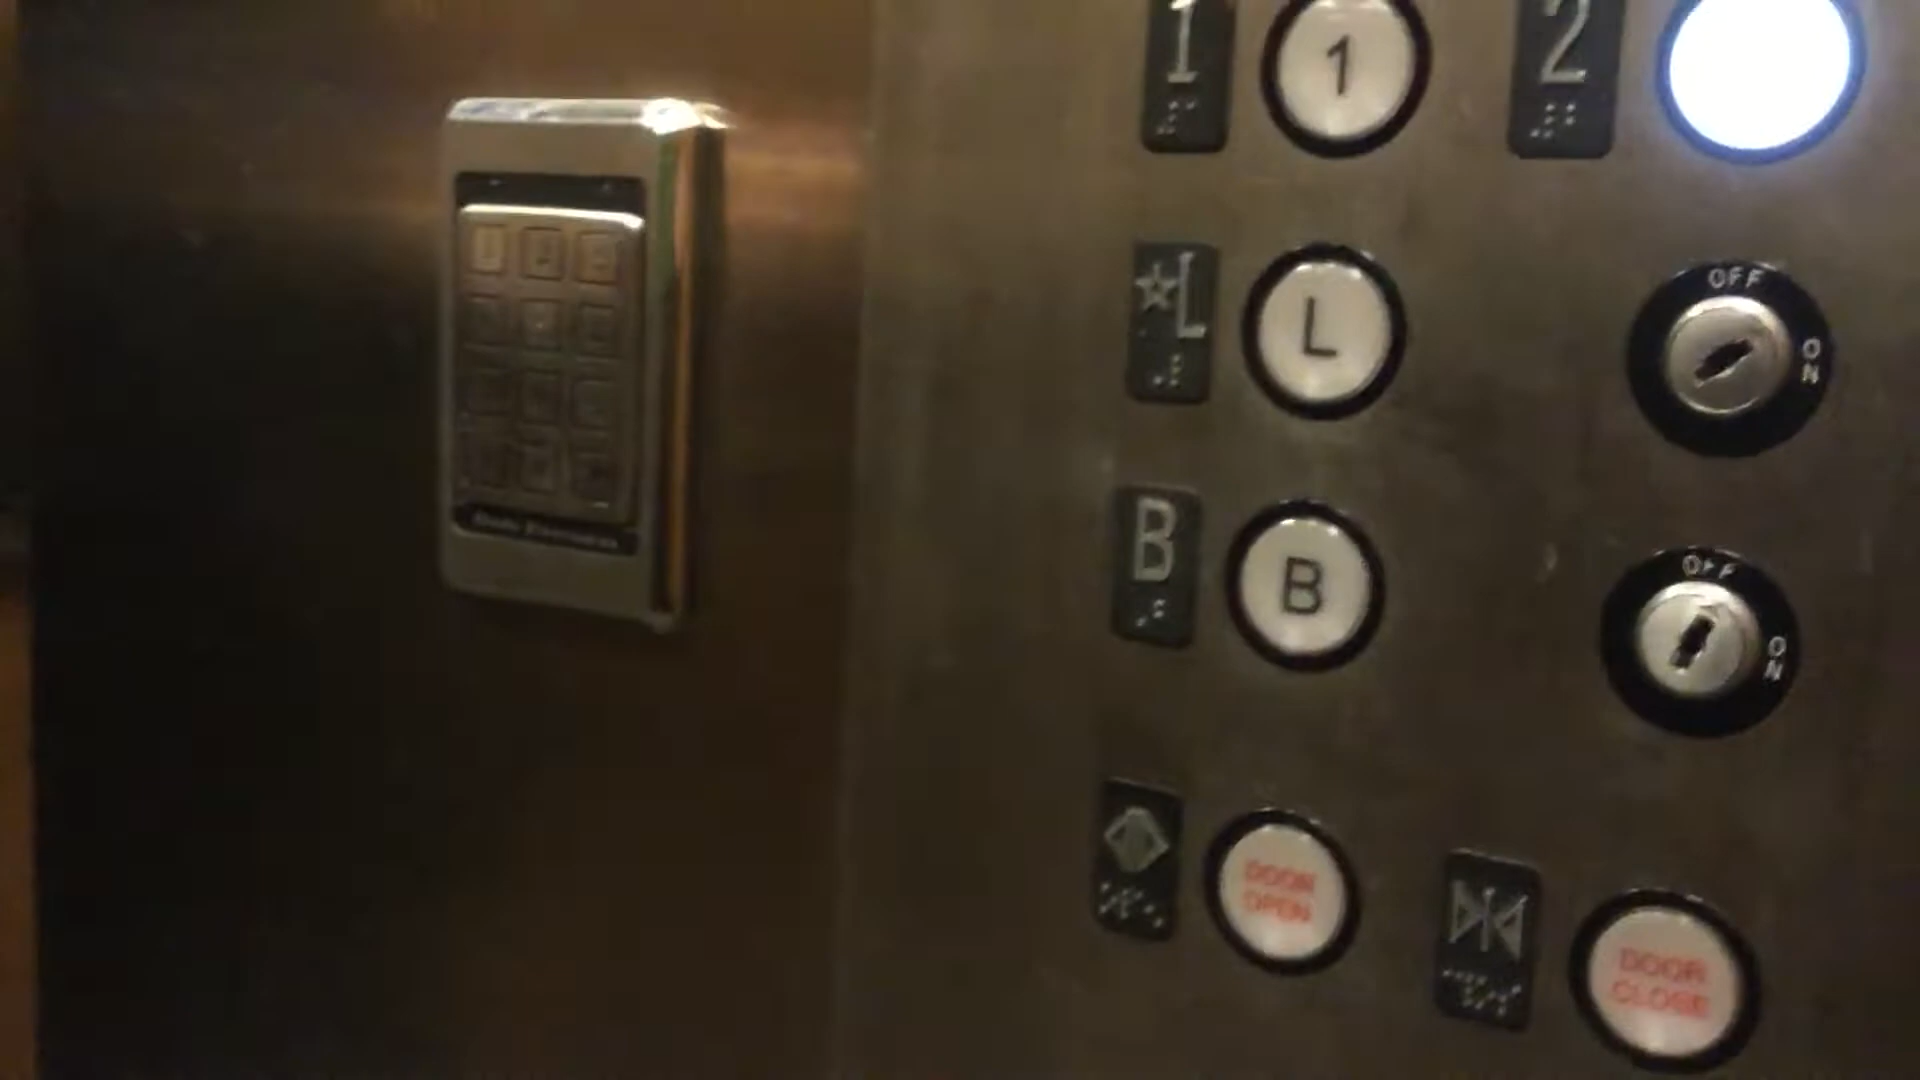 1 1 2
OFF
☆L L
ON
B B
OFF
ON
DOOR
OPEN
DOOR
CLOSE